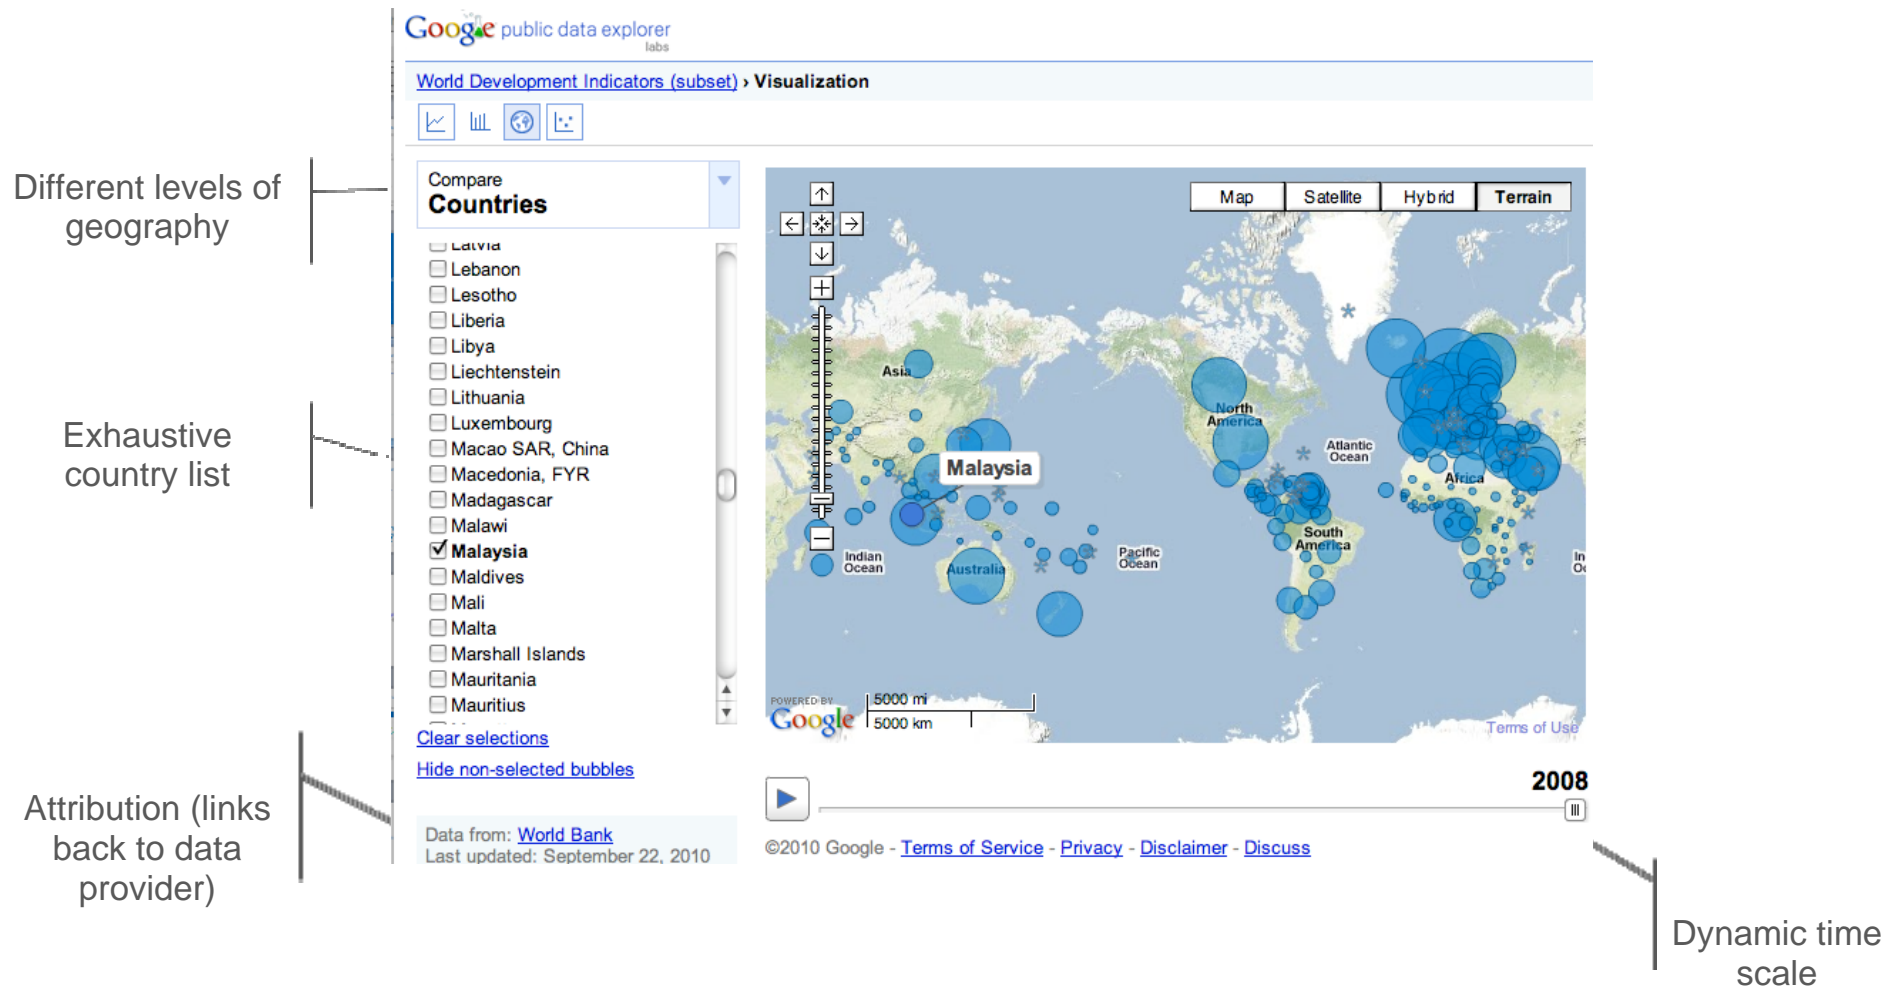 Google public data explorer
labs
World Development Indicators (subset) › Visualization
Different levels of
geography
Compare
Countries
Latvia
Lebanon
Lesotho
Liberia
Libya
Liechtenstein
Lithuania
Luxembourg
Macao SAR, China
Macedonia, FYR
Madagascar
Malawi
Malaysia
Maldives
Mali
Malta
Marshall Islands
Mauritania
Mauritius
Clear selections
Hide non-selected bubbles
Data from: World Bank
Last updated: September 22, 2010
Exhaustive
country list
Attribution (links
back to data
provider)
Map
Satellite
Hybrid
Terrain
Asia
North
America
Atlantic
Ocean
Malaysia
Africa
South
America
Indian
Ocean
Australia
Pacific
Ocean
In
POWERED BY
Google
5000 mi
5000 km
Terms of Use
2008
©2010 Google - Terms of Service - Privacy - Disclaimer - Discuss
Dynamic time
scale